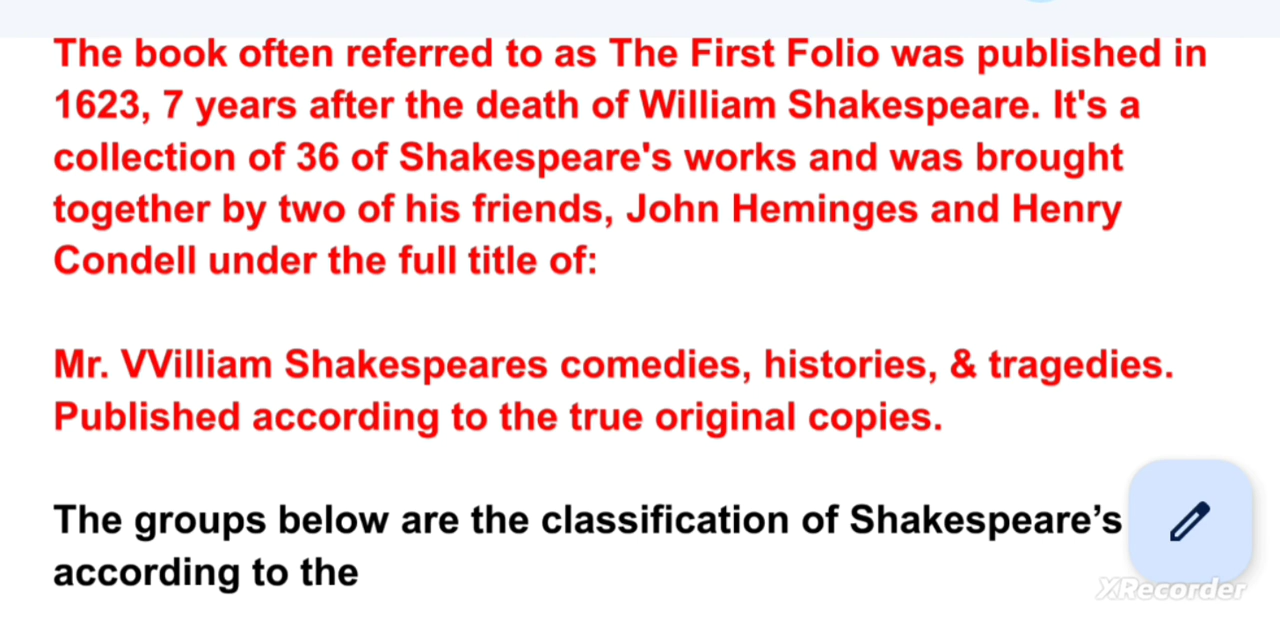 The book often referred to as The First Folio was published in
1623, 7 years after the death of William Shakespeare. It's a
collection of 36 of Shakespeare's works and was brought
together by two of his friends, John Heminges and Henry
Condell under the full title of:
Mr. VVilliam Shakespeares comedies, histories, & tragedies.
Published according to the true original copies.
The groups below are the classification of Shakespeare’s
according to the
XRecorder